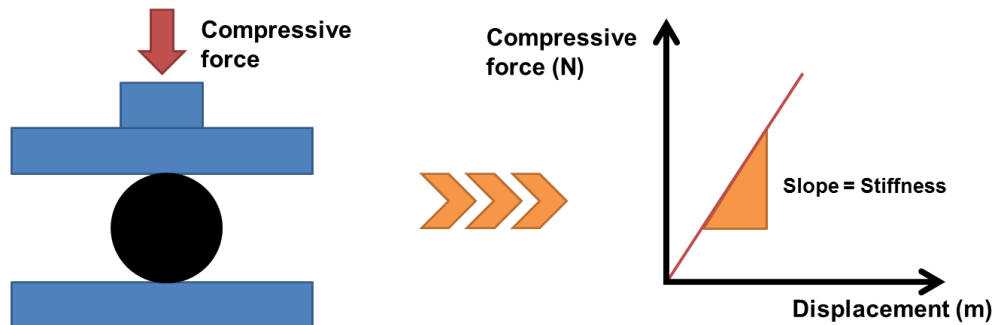 Compressive
force
Compressive
force (N)
Slope = Stiffness
Displacement (m)